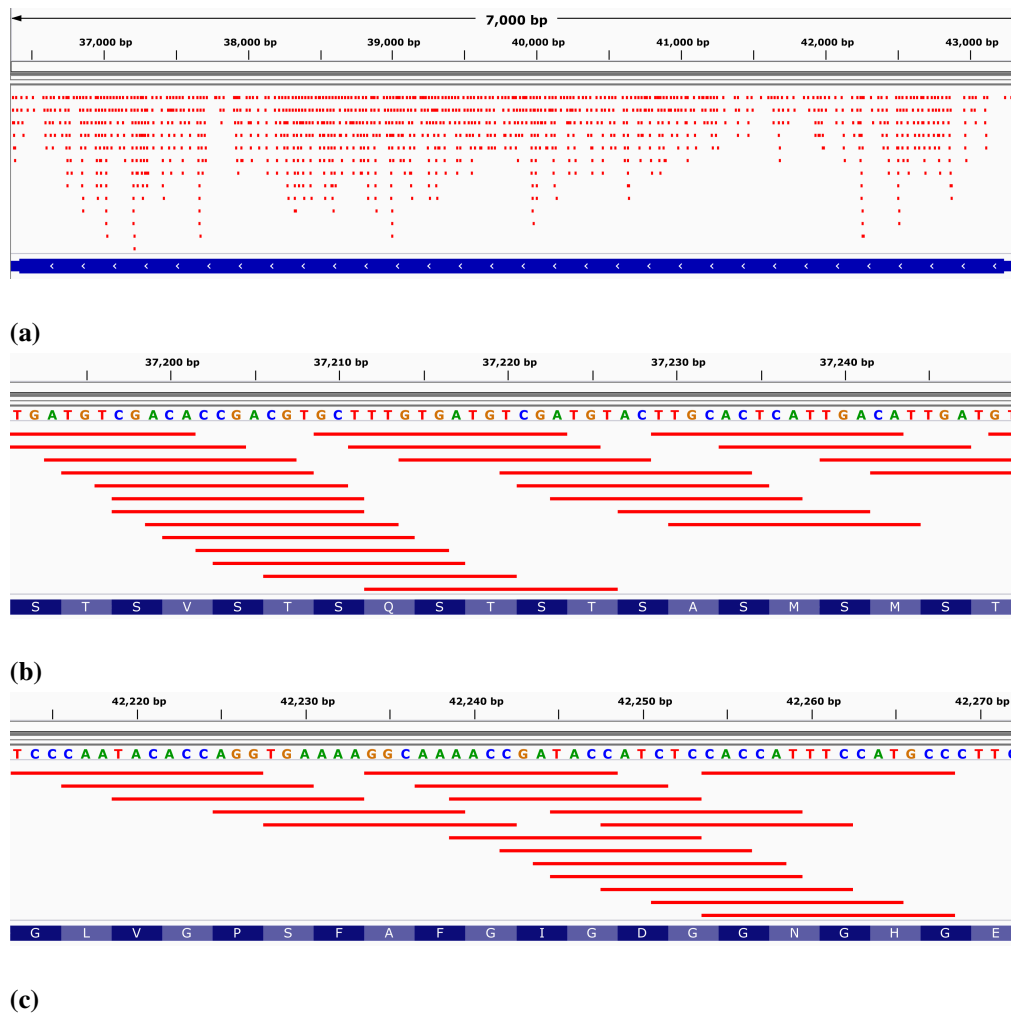 7,000 bp
37,000 bp 38,000 bp 39,000 bp 40,000 bp 41,000 bp 42,000 bp 43,000 bp
(a)
37,200 bp 37,210 bp 37,220 bp 37,230 bp 37,240 bp
T G A T G T C G A C A C C G A C G T G C T T T G T G A T G T C G A T G T A C T T G C A C T C A T T G A C A T T G A T G T
S T S V S T S Q S T S T S A S M S M S T
(b)
42,220 bp 42,230 bp 42,240 bp 42,250 bp 42,260 bp 42,270 bp
T C C C A A T A C A C C A G G T G A A A A G G C A A A A C C G A T A C C A T C T C C A C C A T T T C C A T G C C C T T C
G L V G P S F A F G I G D G G N G H G E
(c)